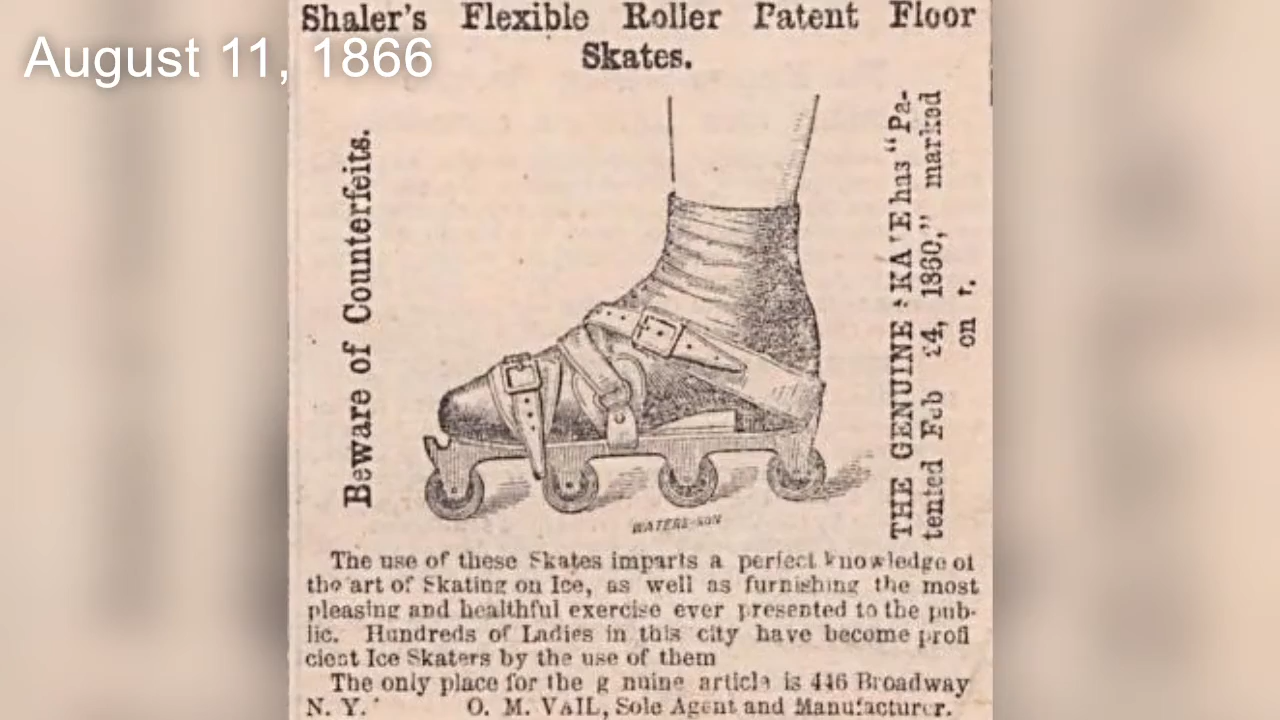 August 11, 1866
Shaler's Flexible Roller Patent Floor
Skates.
Beware of Counterfeits.
THE GENUINE KA'E has "Pa-
tented Feb 24, 1860," marked
on t.
WATERS-SON
The use of these Skates imparts a perfect knowledge of
the art of Skating on Ice, as well as furnishing the most
pleasing and healthful exercise ever presented to the pub-
lic. Hundreds of Ladies in this city have become profi
cient Ice Skaters by the use of them
The only place for the g nuine article is 446 Broadway
N. Y. O. M. VAIL, Sole Agent and Manufacturer.